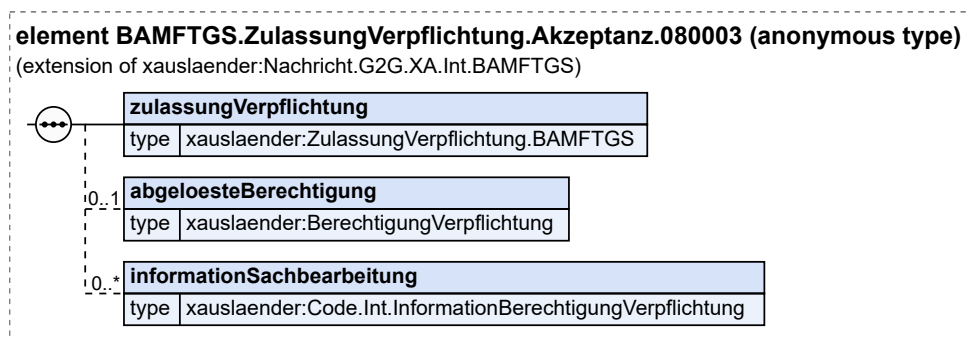 element BAMFTGS.ZulassungVerpflichtung.Akzeptanz.080003 (anonymous type)
(extension of xauslaender:Nachricht.G2G.XA.Int.BAMFTGS)
zulassungVerpflichtung
type xauslaender:ZulassungVerpflichtung.BAMFTGS
0..1 abgeloesteBerechtigung
type xauslaender:BerechtigungVerpflichtung
0..* informationSachbearbeitung
type xauslaender:Code.Int.InformationBerechtigungVerpflichtung